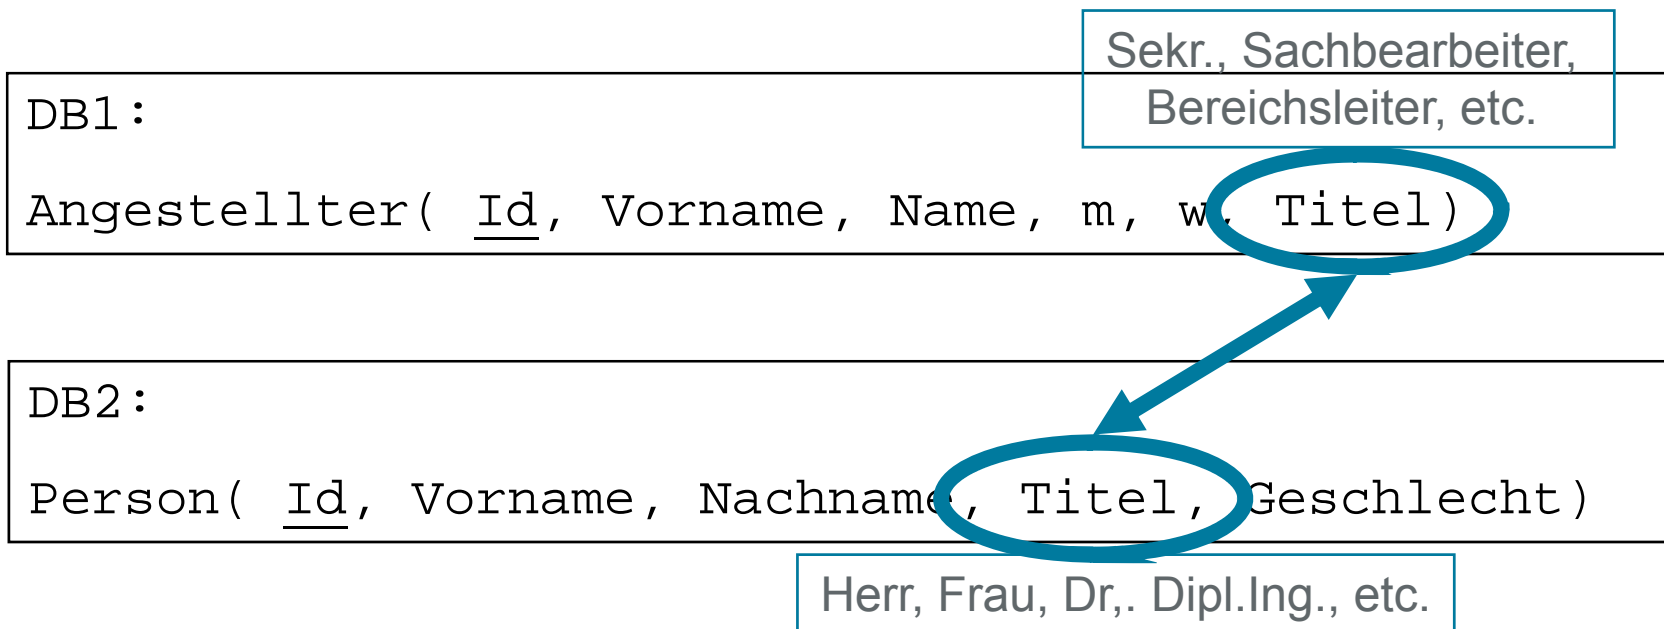 Sekr., Sachbearbeiter,
Bereichsleiter, etc.
DB1:
Angestellter( Id, Vorname, Name, m, w, Titel)
DB2:
Person( Id, Vorname, Nachname, Titel, Geschlecht)
Herr, Frau, Dr,. Dipl.Ing., etc.